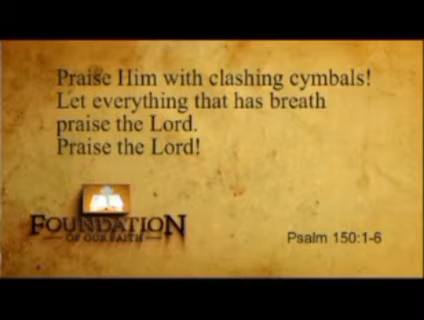 Praise Him with clashing cymbals!
Let everything that has breath
praise the Lord.
Praise the Lord!
FOUNDATION
OF OUR FAITH
Psalm 150:1-6